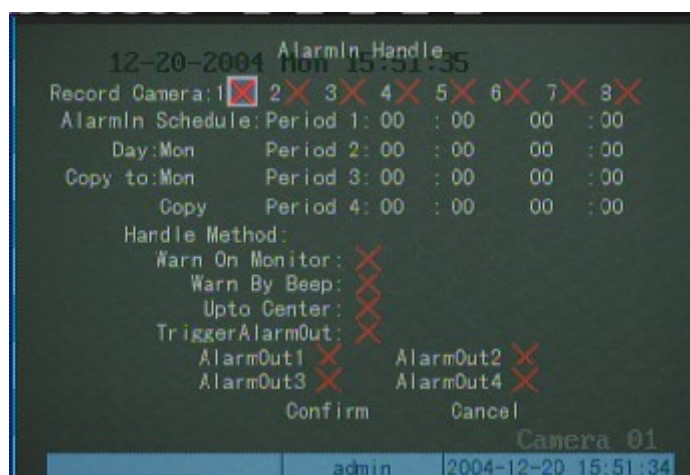 AlarmIn Handle
12-20-2004 Mon 15:51:35
Record Camera:1 2 3 4 5 6 7 8
AlarmIn Schedule:Period 1: 00 : 00 00 : 00
Day:Mon Period 2: 00 : 00 00 : 00
Copy to:Mon Period 3: 00 : 00 00 : 00
Copy Period 4: 00 : 00 00 : 00
Handle Method:
Warn On Monitor:
Warn By Beep:
Upto Center:
TriggerAlarmOut:
AlarmOut1 AlarmOut2
AlarmOut3 AlarmOut4
Confirm Cancel
Camera 01
admin 2004-12-20 15:51:34